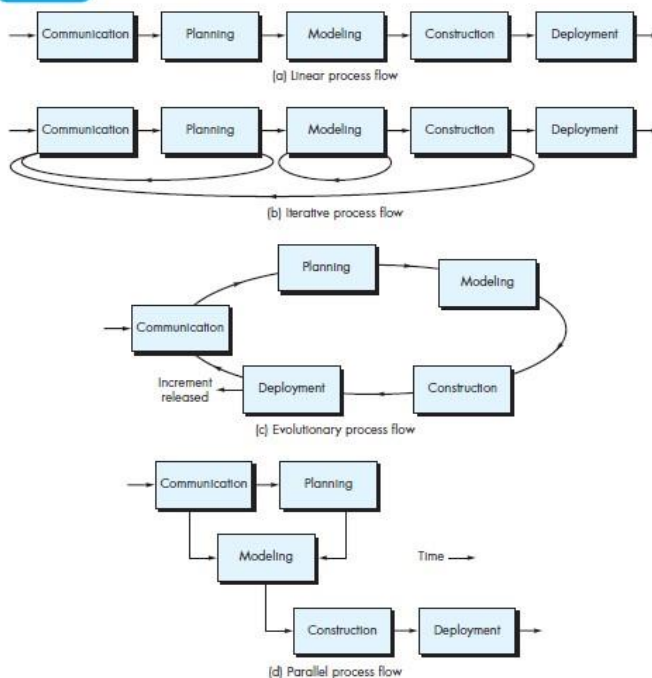 Communication Planning Modeling Construction Deployment
(a) Linear process flow
Communication Planning Modeling Construction Deployment
(b) Iterative process flow
Planning
Modeling
Communication
Increment
released
Deployment
Construction
(c) Evolutionary process flow
Communication Planning
Modeling
Time
Construction Deployment
(d) Parallel process flow